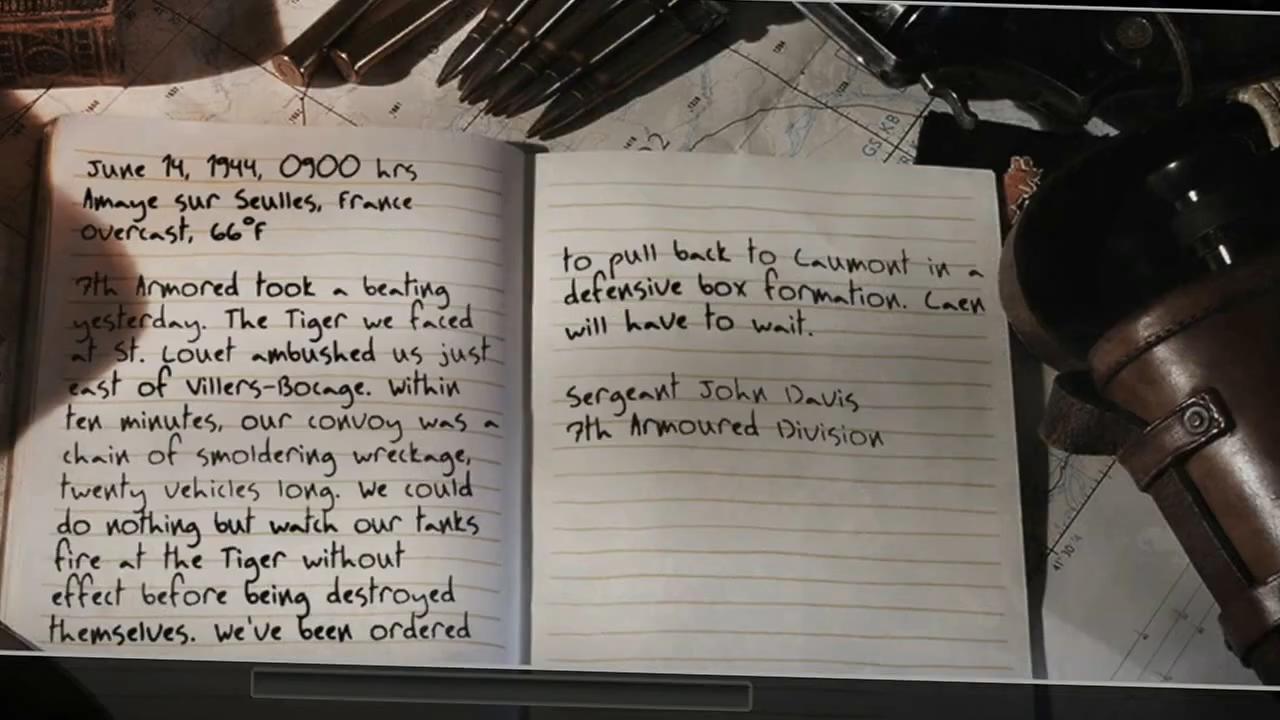 June 14, 1944, 0900 hrs
Amaye sur Seulles, France
Overcast, 66°F
7th Armored took a beating
yesterday. The Tiger we faced
at St. Louet ambushed us just
east of Villers-Bocage. Within
ten minutes, our convoy was a
chain of smoldering wreckage,
twenty vehicles long. We could
do nothing but watch our tanks
fire at the Tiger without
effect before being destroyed
themselves. We've been ordered
to pull back to Caumont in a
defensive box formation. Caen
will have to wait.
Sergeant John Davis
7th Armoured Division
GSKB
41°30'